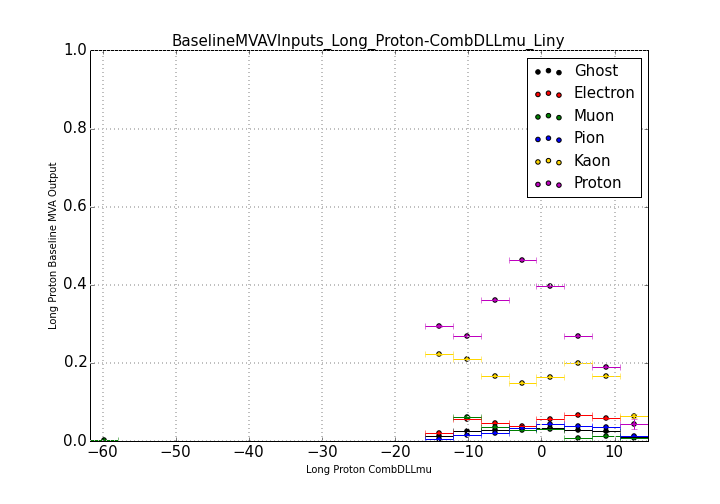 BaselineMVAVInputs_Long_Proton-CombDLLmu_Liny
1.0
0.8
0.6
0.4
0.2
0.0
Long Proton Baseline MVA Output
Ghost
Electron
Muon
Pion
Kaon
Proton
−60 −50 −40 −30 −20 −10 0 10
Long Proton CombDLLmu